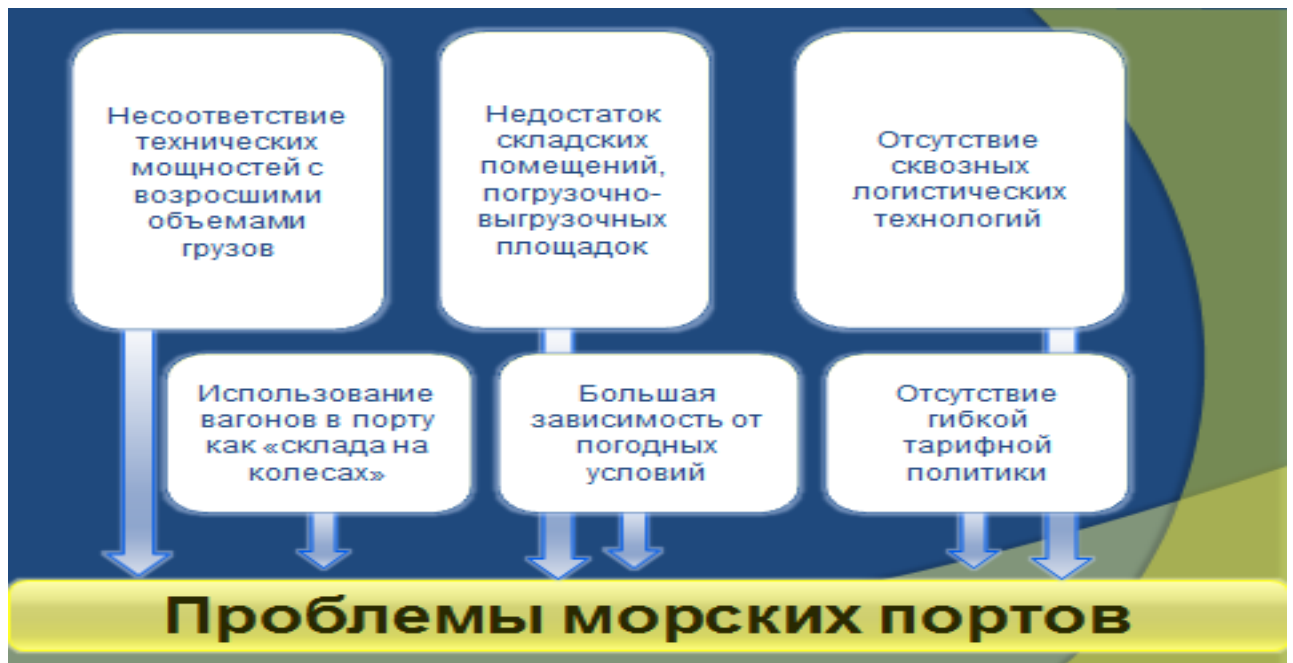 Несоответствие
технических
мощностей с
возросшими
объемами
грузов
Недостаток
складских
помещений,
погрузочно-
выгрузочных
площадок
Отсутствие
сквозных
логистических
технологий
Использование
вагонов в порту
как «склада на
колесах»
Большая
зависимость от
погодных
условий
Отсутствие
гибкой
тарифной
политики
Проблемы морских портов